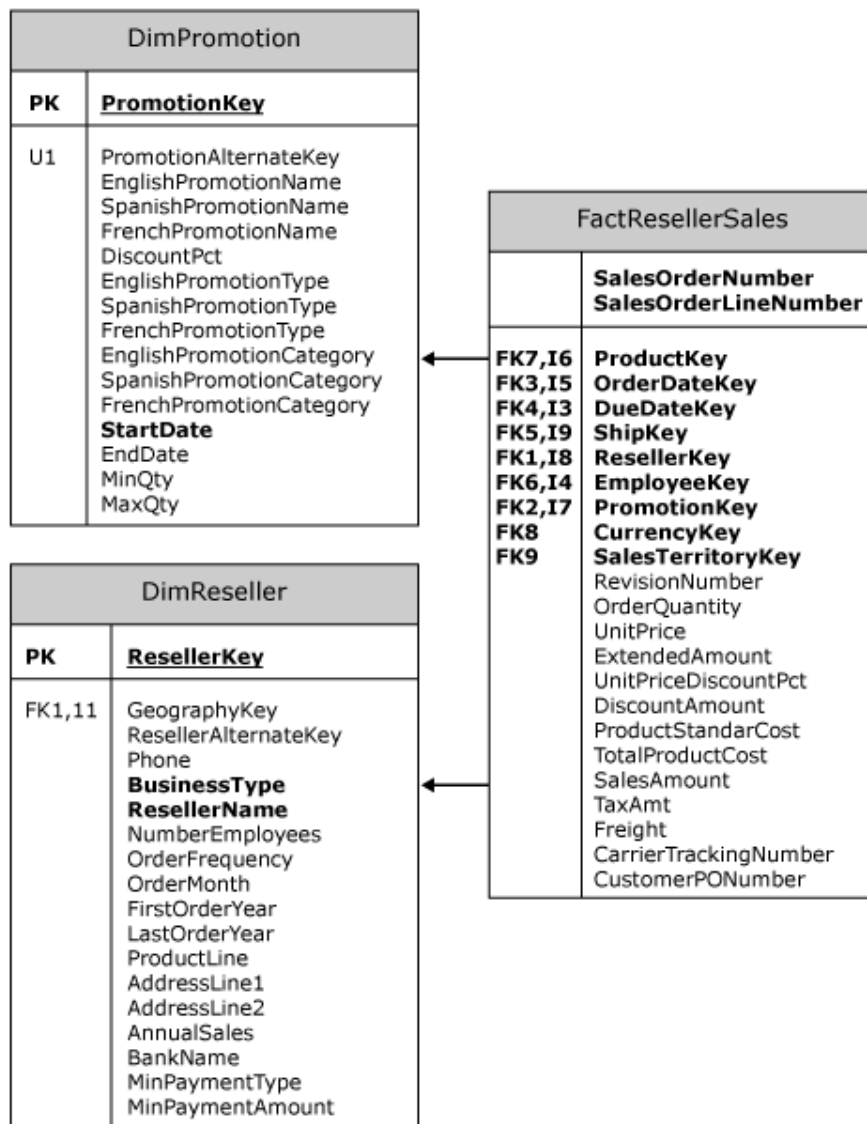 DimPromotion
PK PromotionKey
U1 PromotionAlternateKey
EnglishPromotionName
SpanishPromotionName
FrenchPromotionName
DiscountPct
EnglishPromotionType
SpanishPromotionType
FrenchPromotionType
EnglishPromotionCategory
SpanishPromotionCategory
FrenchPromotionCategory
StartDate
EndDate
MinQty
MaxQty
DimReseller
PK ResellerKey
FK1,11 GeographyKey
ResellerAlternateKey
Phone
BusinessType
ResellerName
NumberEmployees
OrderFrequency
OrderMonth
FirstOrderYear
LastOrderYear
ProductLine
AddressLine1
AddressLine2
AnnualSales
BankName
MinPaymentType
MinPaymentAmount
FactResellerSales
SalesOrderNumber
SalesOrderLineNumber
FK7,I6 ProductKey
FK3,I5 OrderDateKey
FK4,I3 DueDateKey
FK5,I9 ShipKey
FK1,I8 ResellerKey
FK6,I4 EmployeeKey
FK2,I7 PromotionKey
FK8 CurrencyKey
FK9 SalesTerritoryKey
RevisionNumber
OrderQuantity
UnitPrice
ExtendedAmount
UnitPriceDiscountPct
DiscountAmount
ProductStandarCost
TotalProductCost
SalesAmount
TaxAmt
Freight
CarrierTrackingNumber
CustomerPONumber